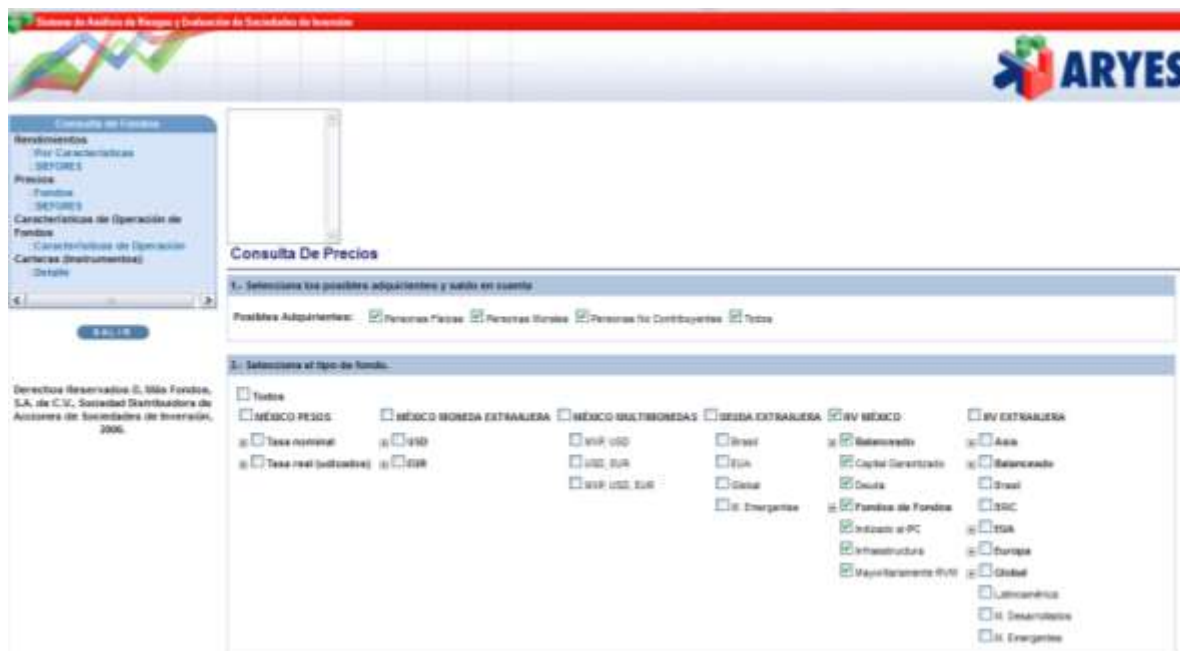 Sistema de Análisis de Riesgos y Evaluación de Sociedades de Inversión
ARYES
Consulta de Fondos
Rendimientos
Por Características
SIEFORES
Precios
Fondos
SIEFORES
Características de Operación de
Fondos
Características de Operación
Carteras (Instrumentos)
Detalle
SALIR
Derechos Reservados ©, Más Fondos,
S.A. de C.V., Sociedad Distribuidora de
Acciones de Sociedades de Inversión,
2006.
Consulta De Precios
1.- Selecciona los posibles adquirientes y saldo en cuenta
Posibles Adquirientes: Personas Físicas Personas Morales Personas No Contribuyentes Todos
2.- Selecciona el tipo de fondo.
Todos
MÉXICO PESOS MÉXICO MONEDA EXTRANJERA MÉXICO MULTIMONEDAS DEUDA EXTRANJERA RV MÉXICO RV EXTRANJERA
Tasa nominal USD MXP, USD Brasil Balanceado Asia
Tasa real (udizados) EUR USD, EUR EUA Capital Garantizado Balanceado
MXP, USD, EUR Global Deuda Brasil
M. Emergentes Fondos de Fondos BRIC
Indizado al IPC EUA
Infraestructura Europa
Mayoritariamente RVM Global
Latinoamérica
M. Desarrollados
M. Emergentes